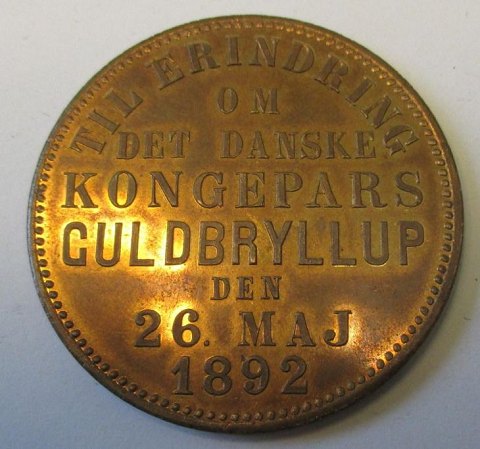 TIL ERINDRING
OM
DET DANSKE
KONGEPARS
GULDBRYLLUP
DEN
26. MAJ
1892